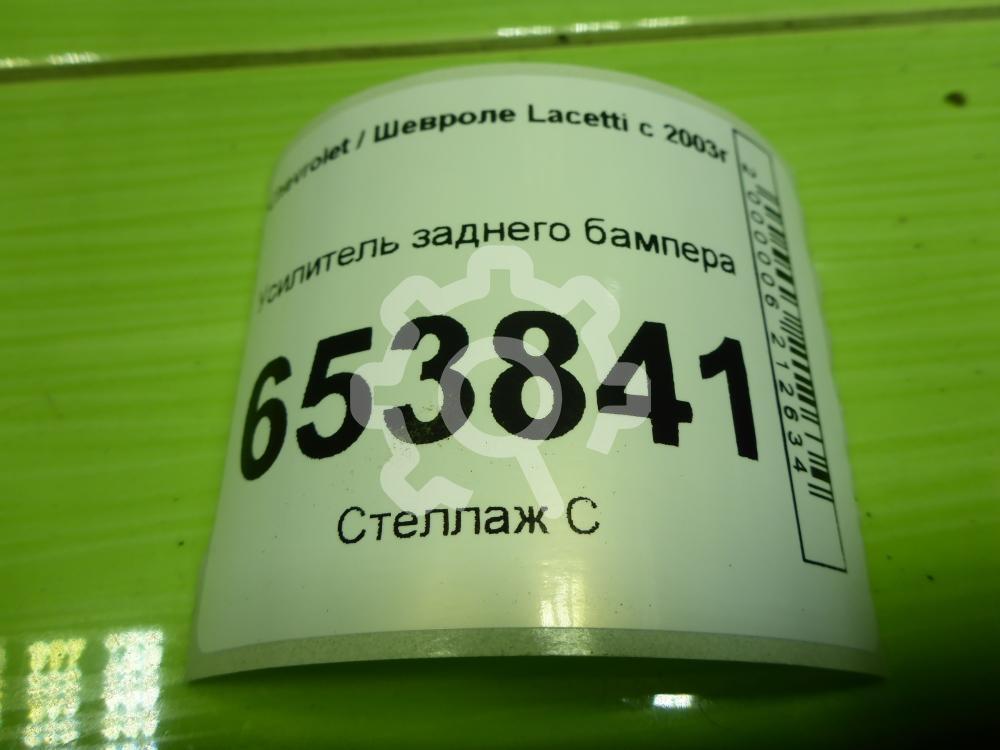 Chevrolet / Шевроле Lacetti с 2003г
Усилитель заднего бампера
653841
Стеллаж С
2000006212634